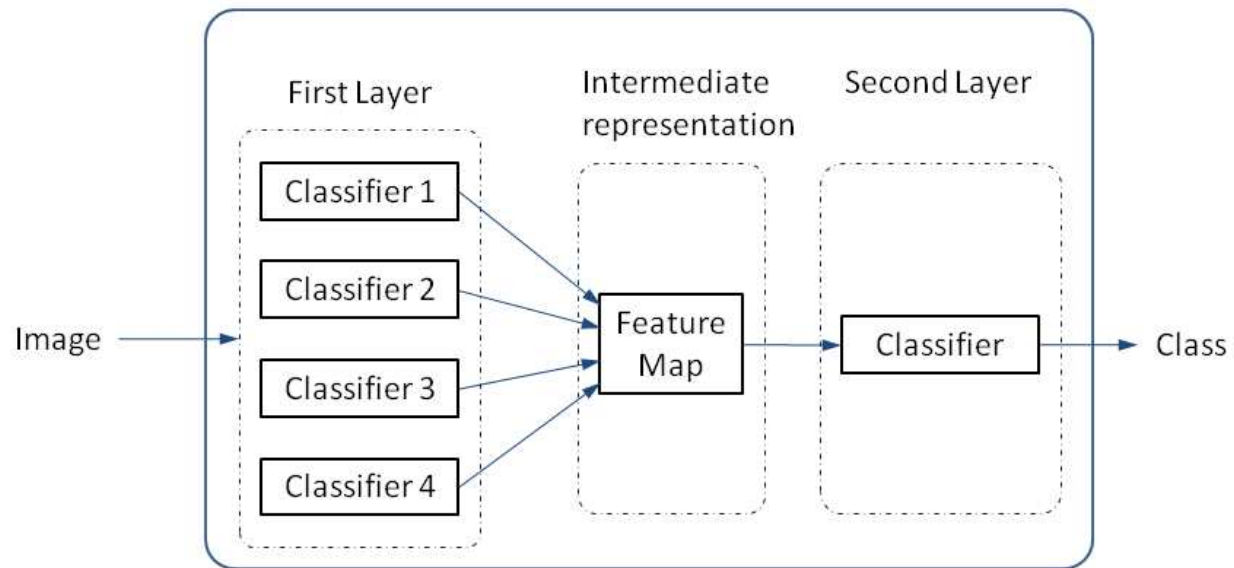 First Layer
Intermediate
representation
Second Layer
Classifier 1
Classifier 2
Classifier 3
Classifier 4
Image
Feature
Map
Classifier
Class